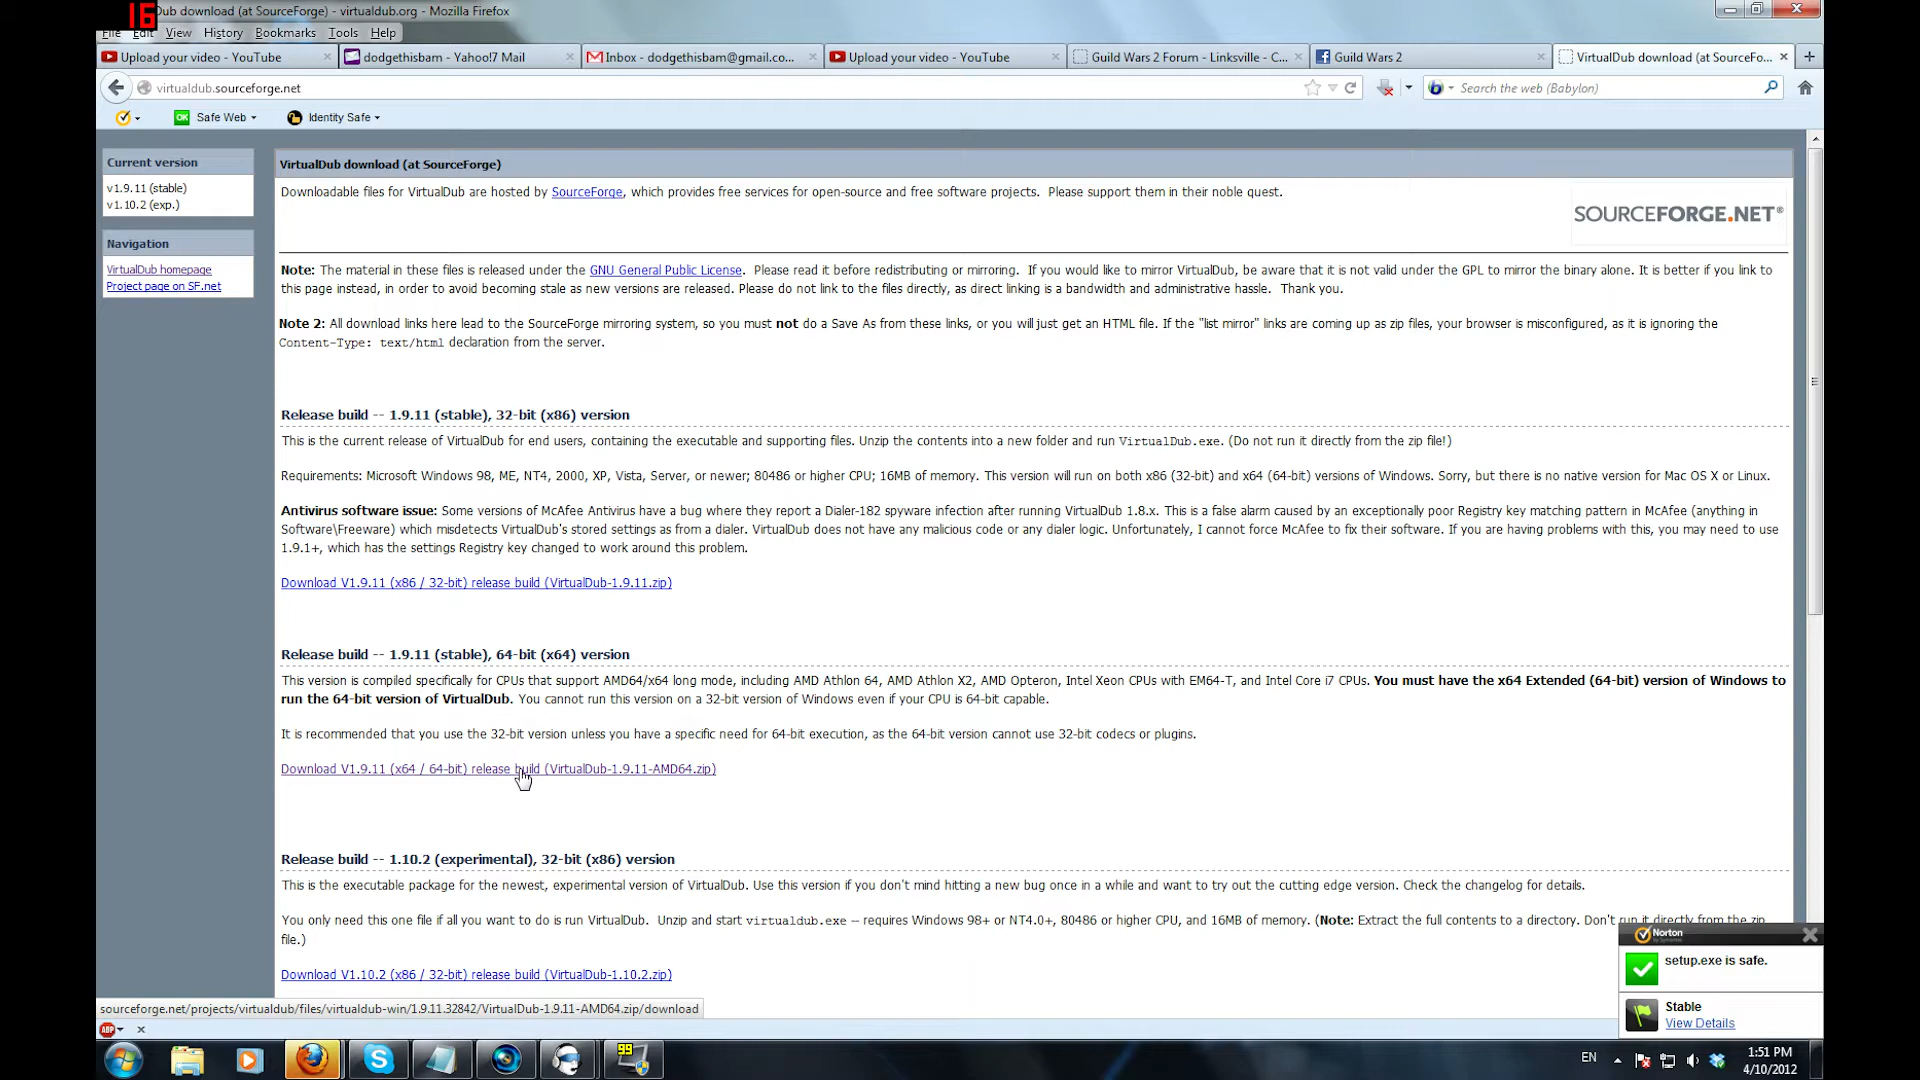 16
Dub download (at SourceForge) - virtualdub.org - Mozilla Firefox
File Edit View History Bookmarks Tools Help
Upload your video - YouTube
dodgethisbam - Yahoo!7 Mail
Inbox - dodgethisbam@gmail.co...
Upload your video - YouTube
Guild Wars 2 Forum - Linksville - C...
Guild Wars 2
VirtualDub download (at SourceFo...
virtualdub.sourceforge.net
Search the web (Babylon)
OK Safe Web
Identity Safe
Current version
v1.9.11 (stable)
v1.10.2 (exp.)
Navigation
VirtualDub homepage
Project page on SF.net
VirtualDub download (at SourceForge)
Downloadable files for VirtualDub are hosted by SourceForge, which provides free services for open-source and free software projects. Please support them in their noble quest.
SOURCEFORGE.NET®
Note: The material in these files is released under the GNU General Public License. Please read it before redistributing or mirroring. If you would like to mirror VirtualDub, be aware that it is not valid under the GPL to mirror the binary alone. It is better if you link to
this page instead, in order to avoid becoming stale as new versions are released. Please do not link to the files directly, as direct linking is a bandwidth and administrative hassle. Thank you.
Note 2: All download links here lead to the SourceForge mirroring system, so you must not do a Save As from these links, or you will just get an HTML file. If the "list mirror" links are coming up as zip files, your browser is misconfigured, as it is ignoring the
Content-Type: text/html declaration from the server.
Release build -- 1.9.11 (stable), 32-bit (x86) version
This is the current release of VirtualDub for end users, containing the executable and supporting files. Unzip the contents into a new folder and run VirtualDub.exe. (Do not run it directly from the zip file!)
Requirements: Microsoft Windows 98, ME, NT4, 2000, XP, Vista, Server, or newer; 80486 or higher CPU; 16MB of memory. This version will run on both x86 (32-bit) and x64 (64-bit) versions of Windows. Sorry, but there is no native version for Mac OS X or Linux.
Antivirus software issue: Some versions of McAfee Antivirus have a bug where they report a Dialer-182 spyware infection after running VirtualDub 1.8.x. This is a false alarm caused by an exceptionally poor Registry key matching pattern in McAfee (anything in
Software\Freeware) which misdetects VirtualDub's stored settings as from a dialer. VirtualDub does not have any malicious code or any dialer logic. Unfortunately, I cannot force McAfee to fix their software. If you are having problems with this, you may need to use
1.9.1+, which has the settings Registry key changed to work around this problem.
Download V1.9.11 (x86 / 32-bit) release build (VirtualDub-1.9.11.zip)
Release build -- 1.9.11 (stable), 64-bit (x64) version
This version is compiled specifically for CPUs that support AMD64/x64 long mode, including AMD Athlon 64, AMD Athlon X2, AMD Opteron, Intel Xeon CPUs with EM64-T, and Intel Core i7 CPUs. You must have the x64 Extended (64-bit) version of Windows to
run the 64-bit version of VirtualDub. You cannot run this version on a 32-bit version of Windows even if your CPU is 64-bit capable.
It is recommended that you use the 32-bit version unless you have a specific need for 64-bit execution, as the 64-bit version cannot use 32-bit codecs or plugins.
Download V1.9.11 (x64 / 64-bit) release build (VirtualDub-1.9.11-AMD64.zip)
Release build -- 1.10.2 (experimental), 32-bit (x86) version
This is the executable package for the newest, experimental version of VirtualDub. Use this version if you don't mind hitting a new bug once in a while and want to try out the cutting edge version. Check the changelog for details.
You only need this one file if all you want to do is run VirtualDub. Unzip and start virtualdub.exe -- requires Windows 98+ or NT4.0+, 80486 or higher CPU, and 16MB of memory. (Note: Extract the full contents to a directory. Don't run it directly from the zip
file.)
Download V1.10.2 (x86 / 32-bit) release build (VirtualDub-1.10.2.zip)
Norton
by Symantec
setup.exe is safe.
Stable
View Details
sourceforge.net/projects/virtualdub/files/virtualdub-win/1.9.11.32842/VirtualDub-1.9.11-AMD64.zip/download
ABP
99
EN
1:51 PM
4/10/2012